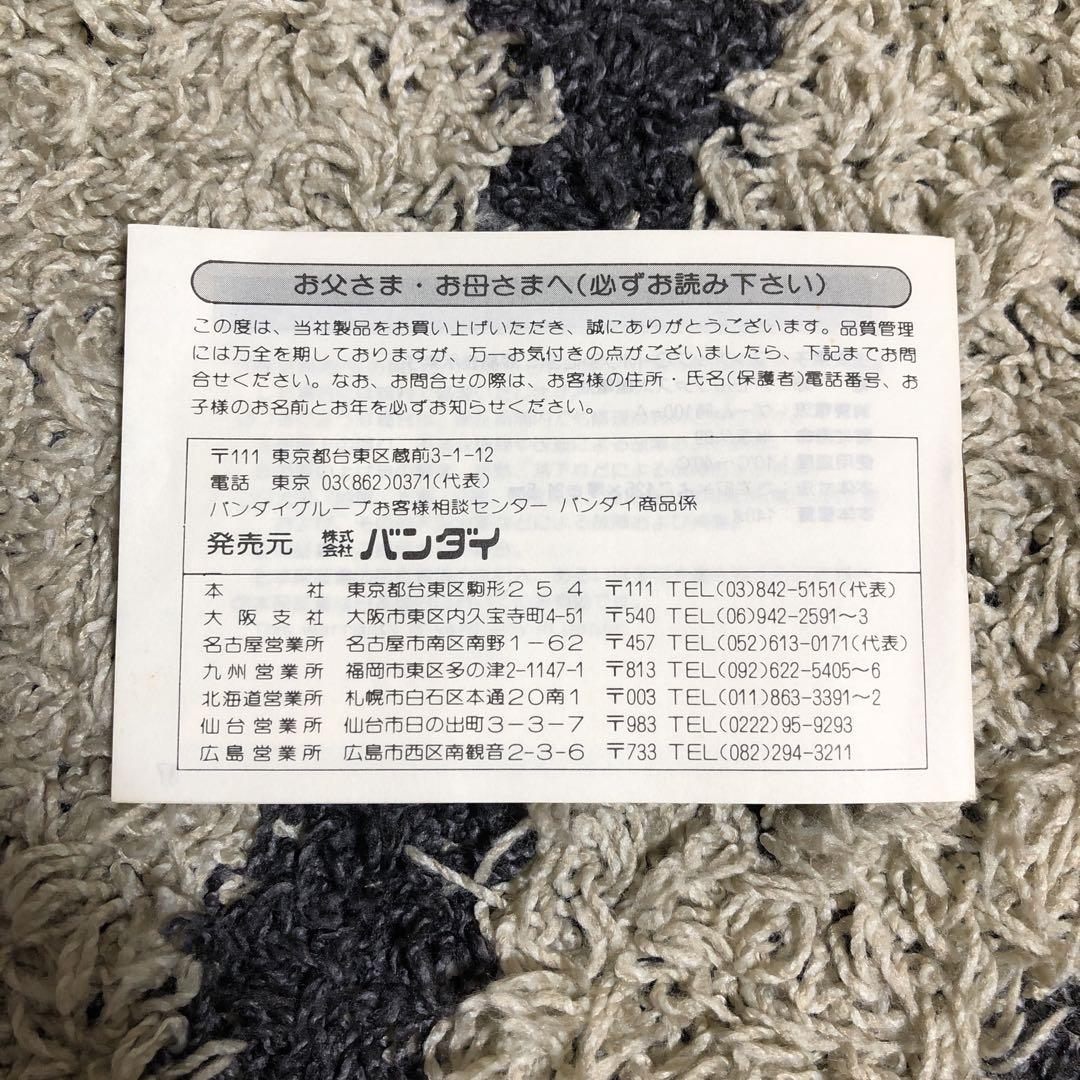 お父さま・お母さまへ(必ずお読み下さい)
この度は、当社製品をお買い上げいただき、誠にありがとうございます。品質管理
には万全を期しておりますが、万一お気付きの点がございましたら、下記までお問
合せください。なお、お問合せの際は、お客様の住所・氏名(保護者)電話番号、お
子様のお名前とお年を必ずお知らせください。
〒111 東京都台東区蔵前3-1-12
電話 東京 03(862)0371(代表)
バンダイグループお客様相談センター バンダイ商品係
発売元 株式会社 バンダイ
本社 東京都台東区駒形2 5 4 〒111 TEL(03)842-5151(代表)
大阪支社 大阪市東区内久宝寺町4-51 〒540 TEL(06)942-2591〜3
名古屋営業所 名古屋市南区南野1-62 〒457 TEL(052)613-0171(代表)
九州営業所 福岡市東区多の津2-1147-1 〒813 TEL(092)622-5405〜6
北海道営業所 札幌市白石区本通20南1 〒003 TEL(011)863-3391〜2
仙台営業所 仙台市日の出町3-3-7 〒983 TEL(0222)95-9293
広島営業所 広島市西区南観音2-3-6 〒733 TEL(082)294-3211